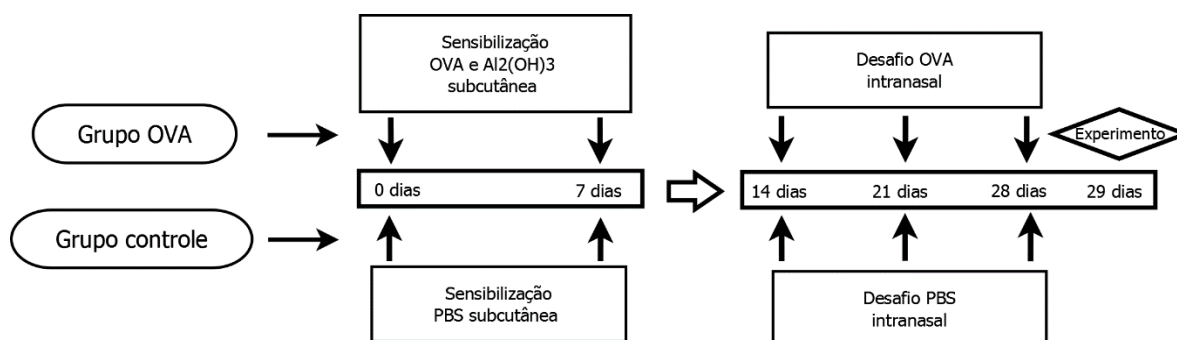 Sensibilização
OVA e Al2(OH)3
subcutânea
Desafio OVA
intranasal
Grupo OVA
Experimento
0 dias
7 dias
14 dias
21 dias
28 dias
29 dias
Grupo controle
Sensibilização
PBS subcutânea
Desafio PBS
intranasal